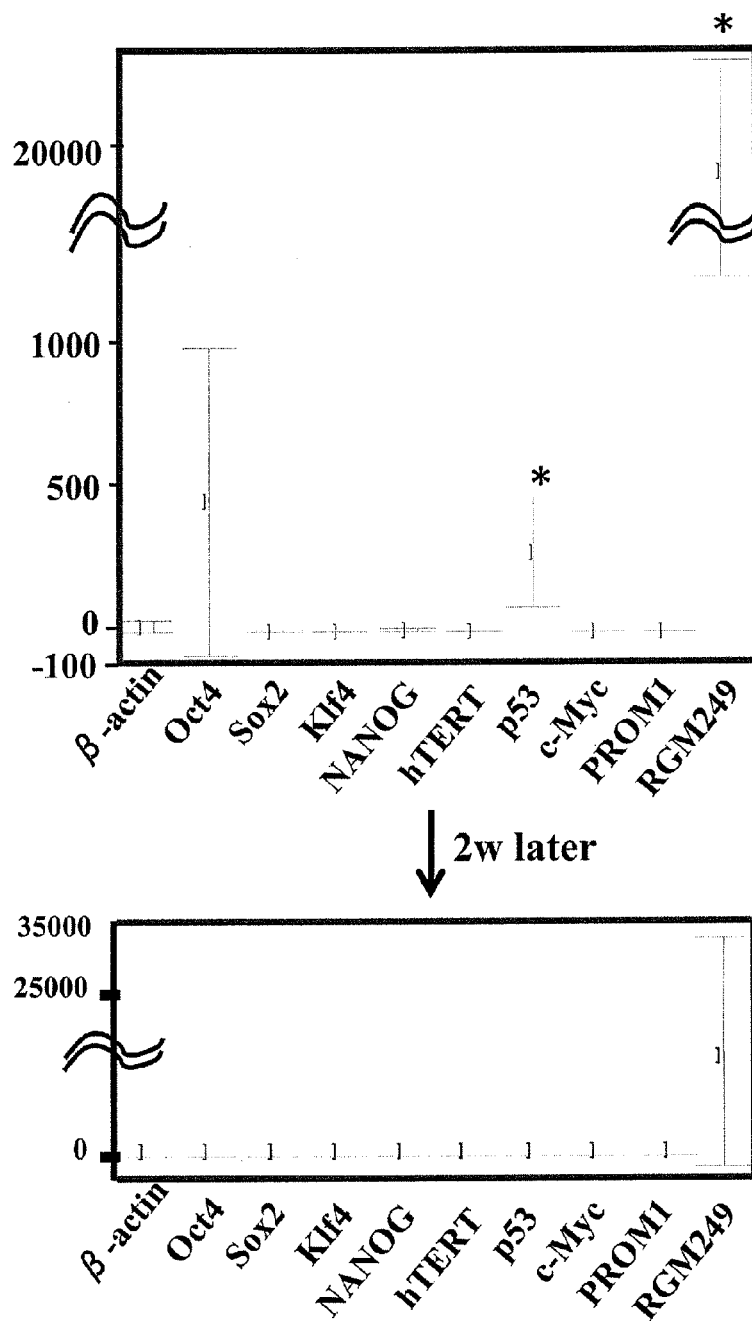 *
20000
1000
500
*
0
-100
β-actin
Oct4
Sox2
Klf4
NANOG
hTERT
p53
c-Myc
PROM1
RGM249
2w later
35000
25000
0
β-actin
Oct4
Sox2
Klf4
NANOG
hTERT
p53
c-Myc
PROM1
RGM249